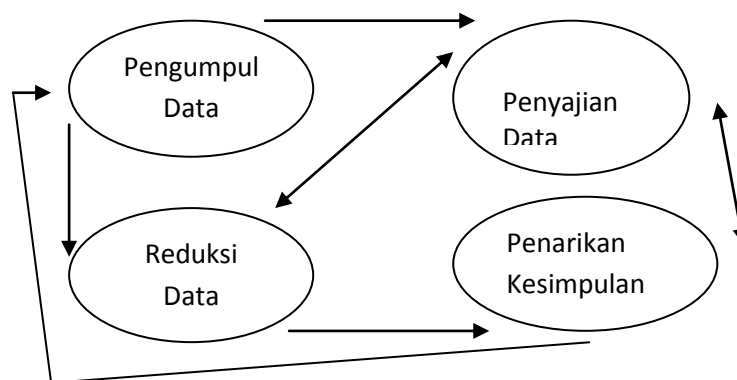 Pengumpul
Data
Penyajian
Data
Reduksi
Data
Penarikan
Kesimpulan